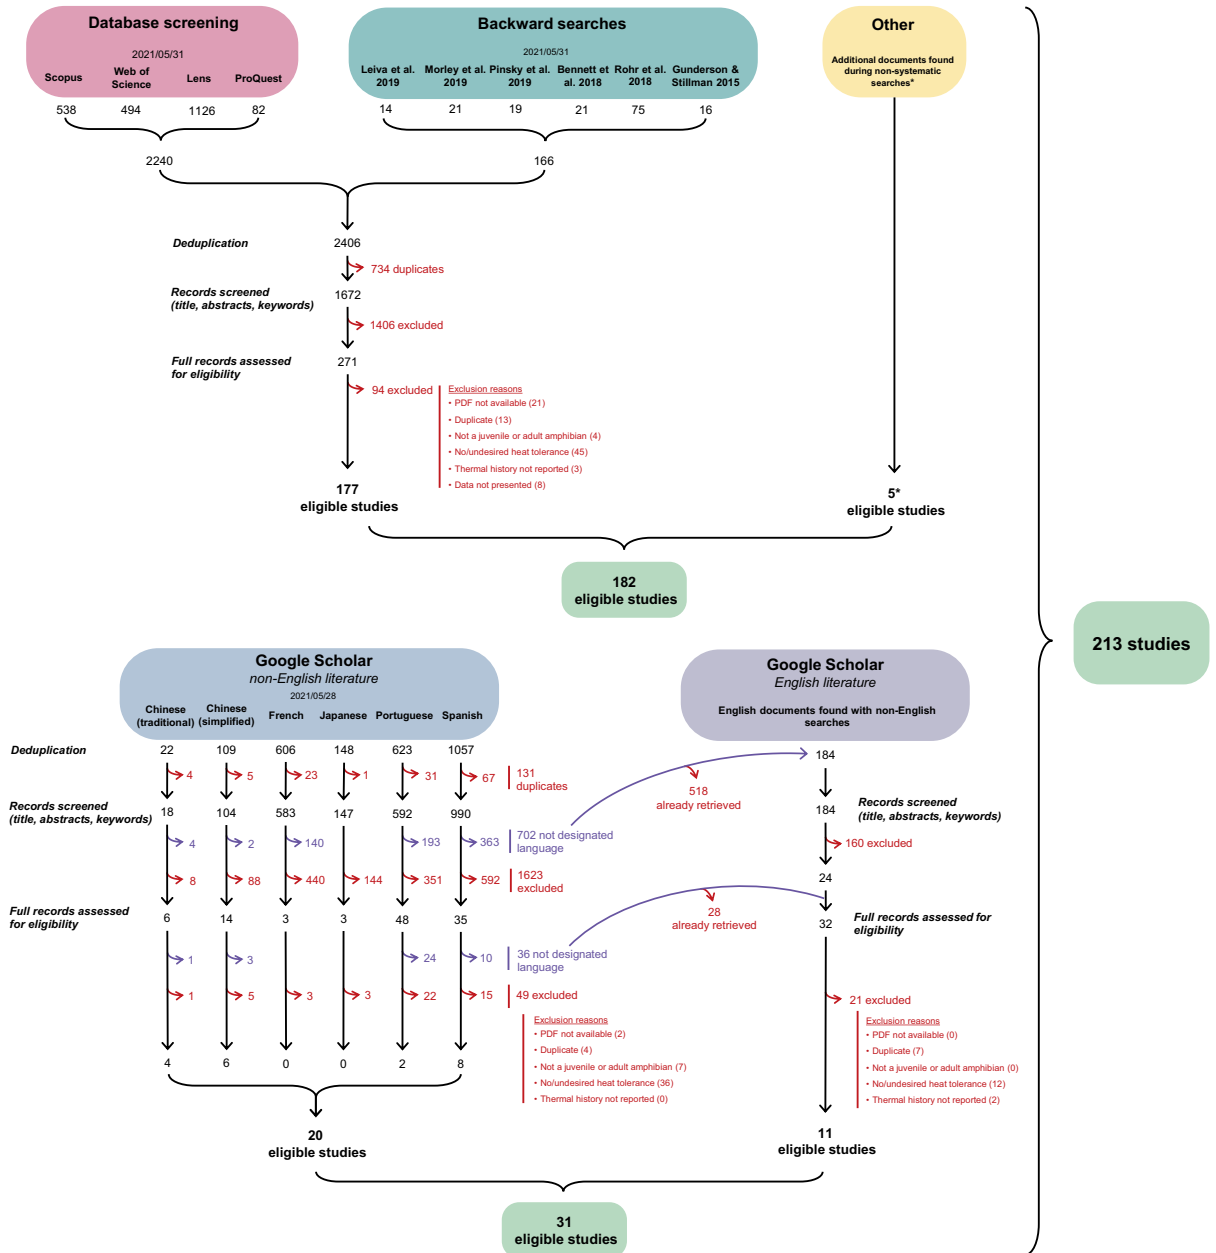 Database screening
2021/05/31
Scopus
Web of
Science
Lens
ProQuest
538
494
1126
82
2240
Backward searches
2021/05/31
Leiva et al.
2019
Morley et al.
2019
Pinsky et al.
2019
Bennett et
al. 2018
Rohr et al.
2018
Gunderson &
Stillman 2015
14
21
19
21
75
16
166
Other
Additional documents found
during non-systematic
searches*
Deduplication
2406
734 duplicates
Records screened
(title, abstracts, keywords)
1672
1406 excluded
Full records assessed
for eligibility
271
94 excluded
Exclusion reasons
• PDF not available (21)
• Duplicate (13)
• Not a juvenile or adult amphibian (4)
• No/undesired heat tolerance (45)
• Thermal history not reported (3)
• Data not presented (8)
177
eligible studies
5*
eligible studies
182
eligible studies
213 studies
Google Scholar
non-English literature
2021/05/28
Chinese
(traditional)
Chinese
(simplified)
French
Japanese
Portuguese
Spanish
Deduplication
22
109
606
148
623
1057
4
5
23
1
31
67
131
duplicates
Records screened
(title, abstracts, keywords)
18
104
583
147
592
990
4
2
140
193
363
702 not designated
language
8
88
440
144
351
592
1623
excluded
Full records assessed
for eligibility
6
14
3
3
48
35
1
3
24
10
36 not designated
language
1
5
3
3
22
15
49 excluded
Exclusion reasons
• PDF not available (2)
• Duplicate (4)
• Not a juvenile or adult amphibian (7)
• No/undesired heat tolerance (36)
• Thermal history not reported (0)
4
6
0
0
2
8
20
eligible studies
Google Scholar
English literature
English documents found with non-English
searches
184
518
already retrieved
184
Records screened
(title, abstracts, keywords)
160 excluded
24
28
already retrieved
32
Full records assessed for
eligibility
21 excluded
Exclusion reasons
• PDF not available (0)
• Duplicate (7)
• Not a juvenile or adult amphibian (0)
• No/undesired heat tolerance (12)
• Thermal history not reported (2)
11
eligible studies
31
eligible studies